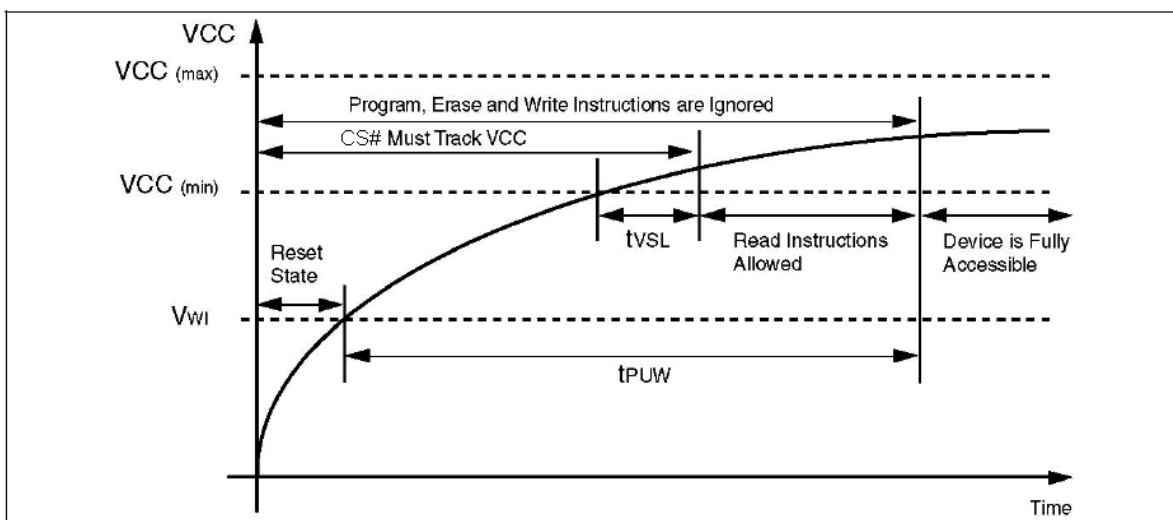 VCC
VCC (max)
Program, Erase and Write Instructions are Ignored
CS# Must Track VCC
VCC (min)
tVSL
Read Instructions
Allowed
Device is Fully
Accessible
Reset
State
VWI
tPUW
Time